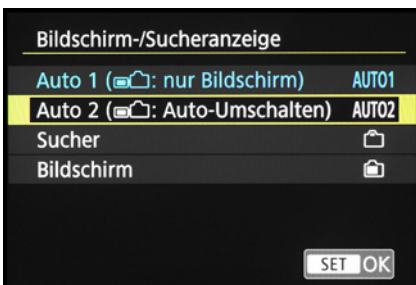 Bildschirm-/Sucheranzeige
Auto 1 (: nur Bildschirm) AUTO1
Auto 2 (: Auto-Umschalten) AUTO2
Sucher
Bildschirm
SET OK